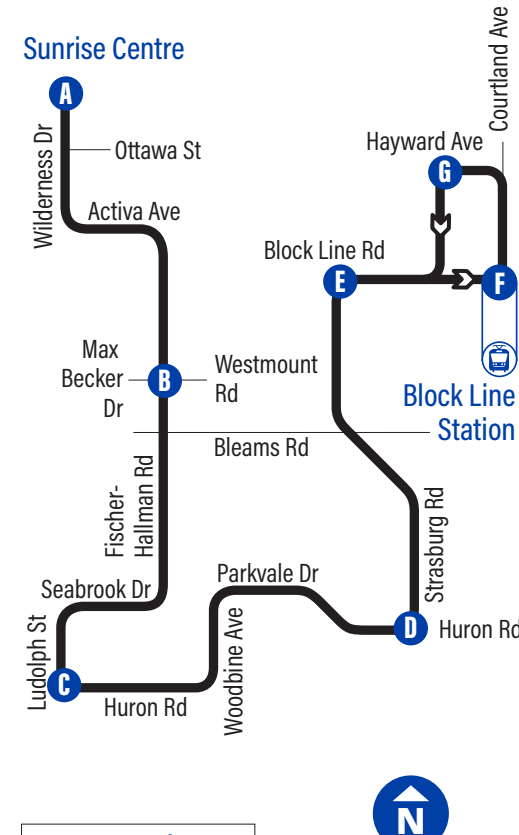 Sunrise Centre
A
Wilderness Dr
Ottawa St
Activa Ave
Courtland Ave
Hayward Ave
G
Block Line Rd
E
F
Block Line
Station
Max
Becker
Dr
B
Westmount
Rd
Bleams Rd
Fischer-
Hallman Rd
Seabrook Dr
Ludolph St
C
Huron Rd
Woodbine Ave
Parkvale Dr
Strasburg Rd
D
Huron Rd
N